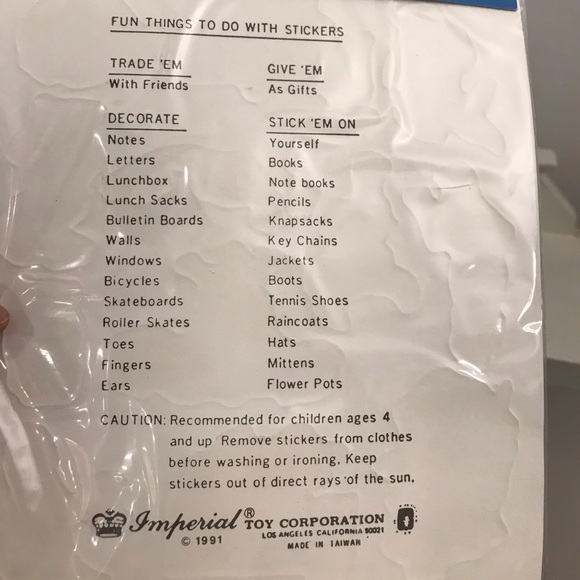 FUN THINGS TO DO WITH STICKERS
TRADE 'EM
With Friends
GIVE 'EM
As Gifts
DECORATE
Notes
Letters
Lunchbox
Lunch Sacks
Bulletin Boards
Walls
Windows
Bicycles
Skateboards
Roller Skates
Toes
Fingers
Ears
STICK 'EM ON
Yourself
Books
Note books
Pencils
Knapsacks
Key Chains
Jackets
Boots
Tennis Shoes
Raincoats
Hats
Mittens
Flower Pots
CAUTION: Recommended for children ages 4
and up Remove stickers from clothes
before washing or ironing. Keep
stickers out of direct rays of the sun.
Imperial® TOY CORPORATION
© 1991
LOS ANGELES CALIFORNIA 90021
MADE IN TAIWAN